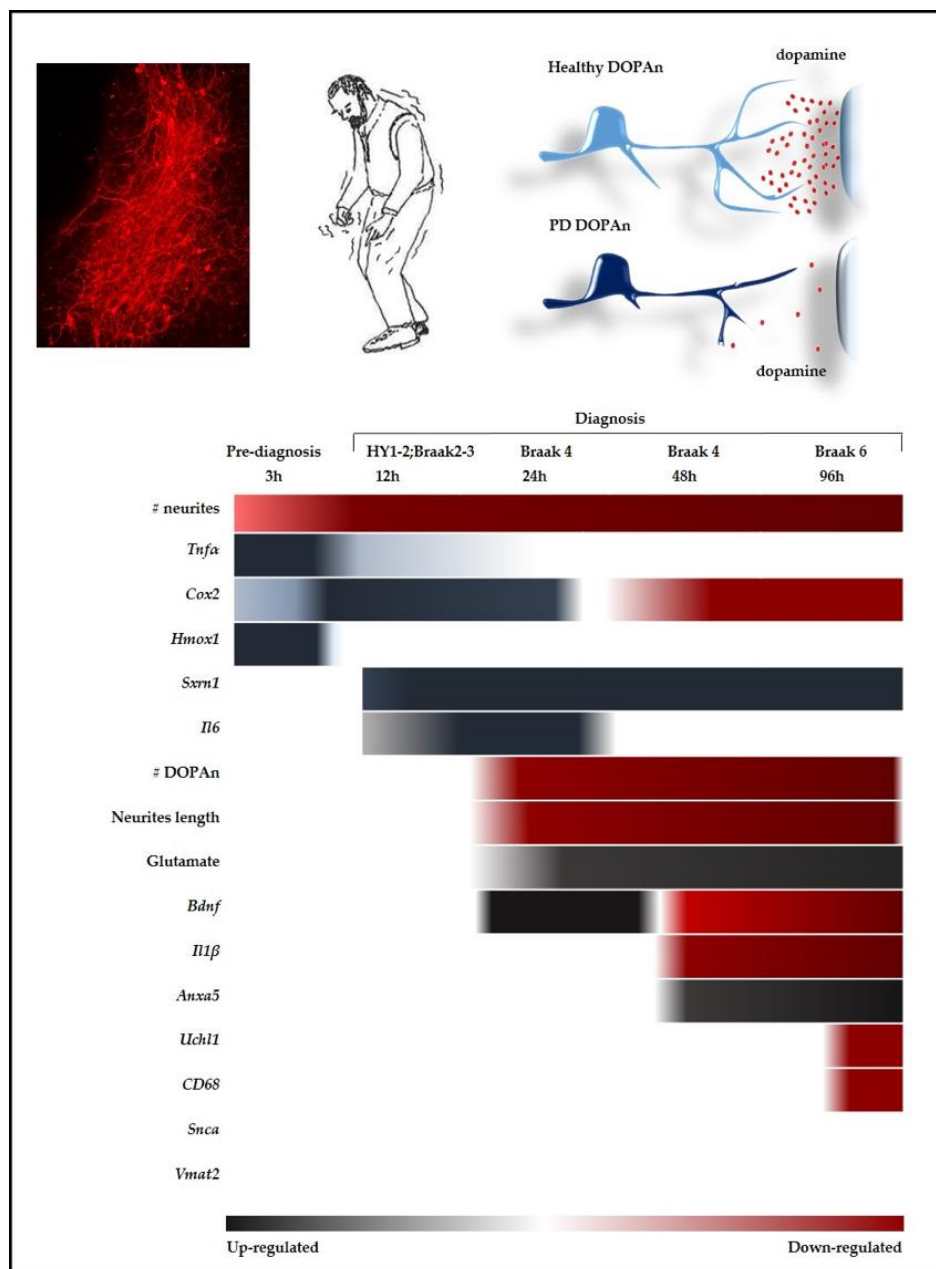 Healthy DOPAn
dopamine
PD DOPAn
dopamine
Diagnosis
Pre-diagnosis HY1-2;Braak2-3 Braak 4 Braak 4 Braak 6
3h 12h 24h 48h 96h
# neurites
Tnfα
Cox2
Hmox1
Sxrn1
Il6
# DOPAn
Neurites length
Glutamate
Bdnf
Il1β
Anxa5
Uchl1
CD68
Snca
Vmat2
Up-regulated Down-regulated